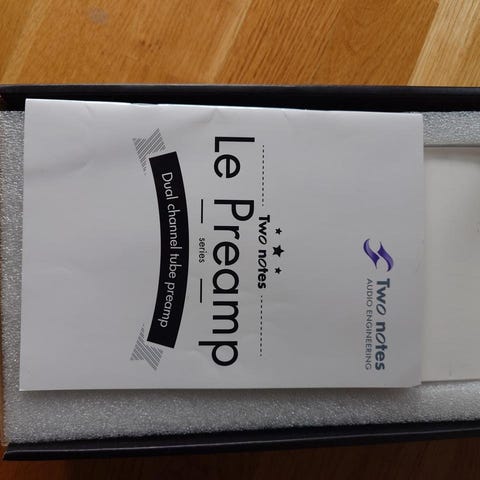 Two notes
AUDIO ENGINEERING
Two notes
Le Preamp
series
Dual channel tube preamp